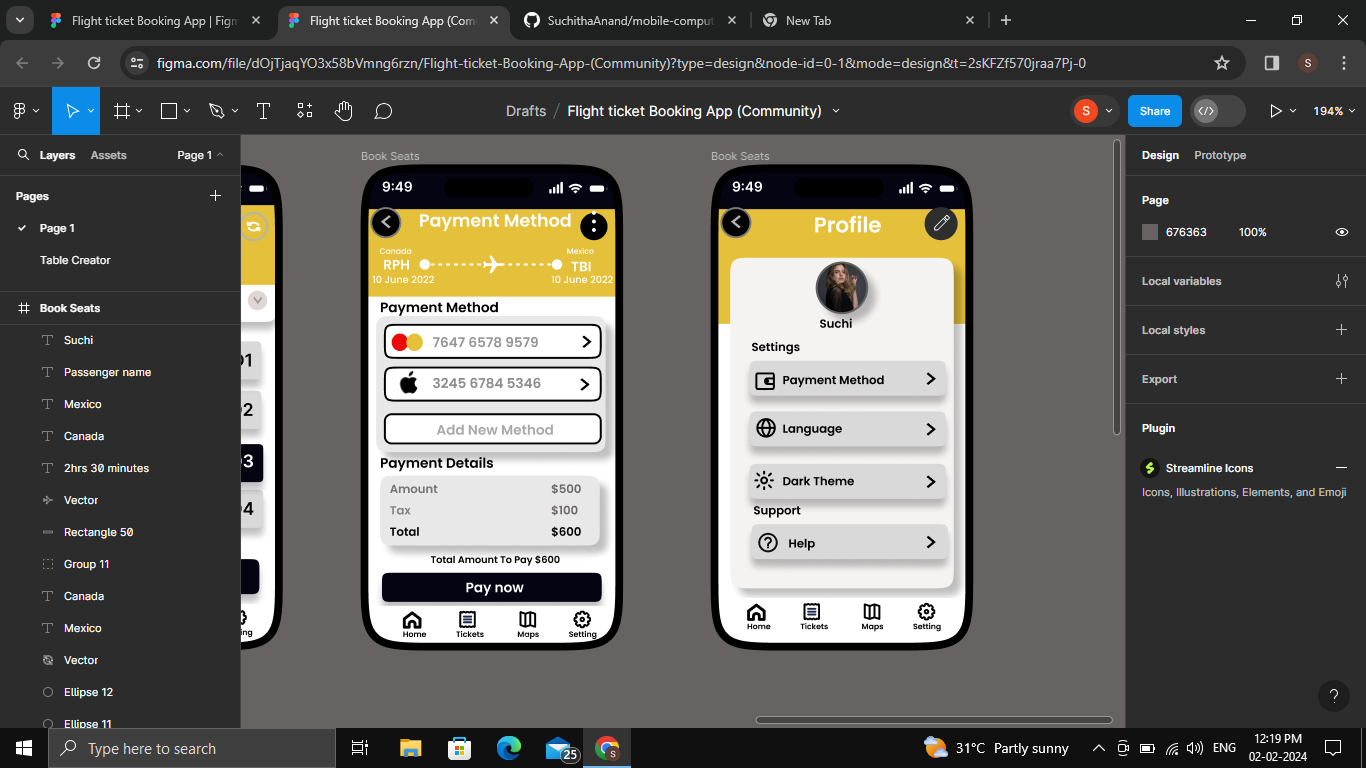 Flight ticket Booking App | Figm
Flight ticket Booking App (Com
SuchithaAnand/mobile-comput
New Tab
figma.com/file/dOjTjaqYO3x58bVmng6rzn/Flight-ticket-Booking-App-(Community)?type=design&node-id=0-1&mode=design&t=2sKFZf570jraa7Pj-0
S
Drafts / Flight ticket Booking App (Community)
S
Share
194%
Layers
Assets
Page 1
Pages
Page 1
Table Creator
Book Seats
Suchi
Passenger name
Mexico
Canada
2hrs 30 minutes
Vector
Rectangle 50
Group 11
Canada
Mexico
Vector
Ellipse 12
Ellipse 11
01
02
03
04
ing
Book Seats
9:49
Payment Method
Canada
Mexico
RPH
TBI
10 June 2022
10 June 2022
Payment Method
7647 6578 9579
3245 6784 5346
Add New Method
Payment Details
Amount $500
Tax $100
Total $600
Total Amount To Pay $600
Pay now
Home Tickets Maps Setting
Book Seats
9:49
Profile
Suchi
Settings
Payment Method
Language
Dark Theme
Support
Help
Home Tickets Maps Setting
Design
Prototype
Page
676363 100%
Local variables
Local styles
Export
Plugin
Streamline Icons
Icons, Illustrations, Elements, and Emoji
?
Type here to search
25
S
31°C Partly sunny
ENG
12:19 PM
02-02-2024